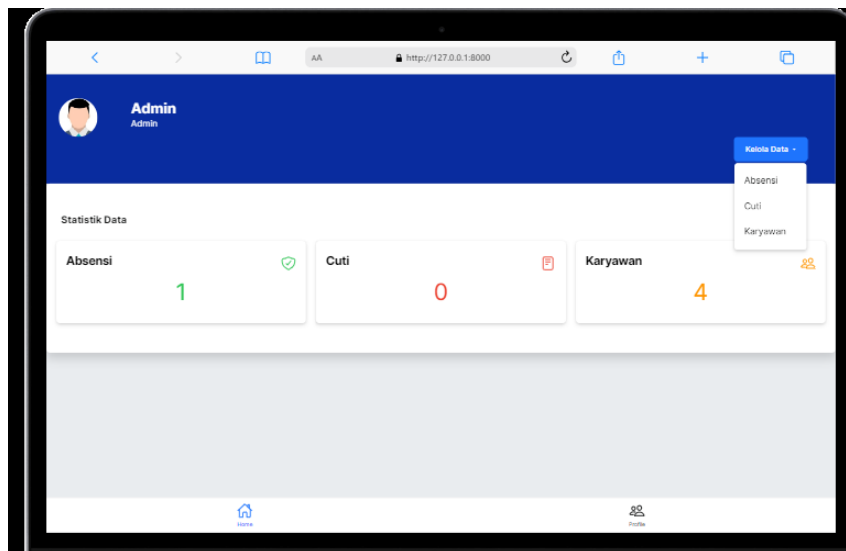 AA
http://127.0.0.1:8000
Admin
Admin
Kelola Data
Absensi
Cuti
Karyawan
Statistik Data
Absensi
1
Cuti
0
Karyawan
4
Home
Profile